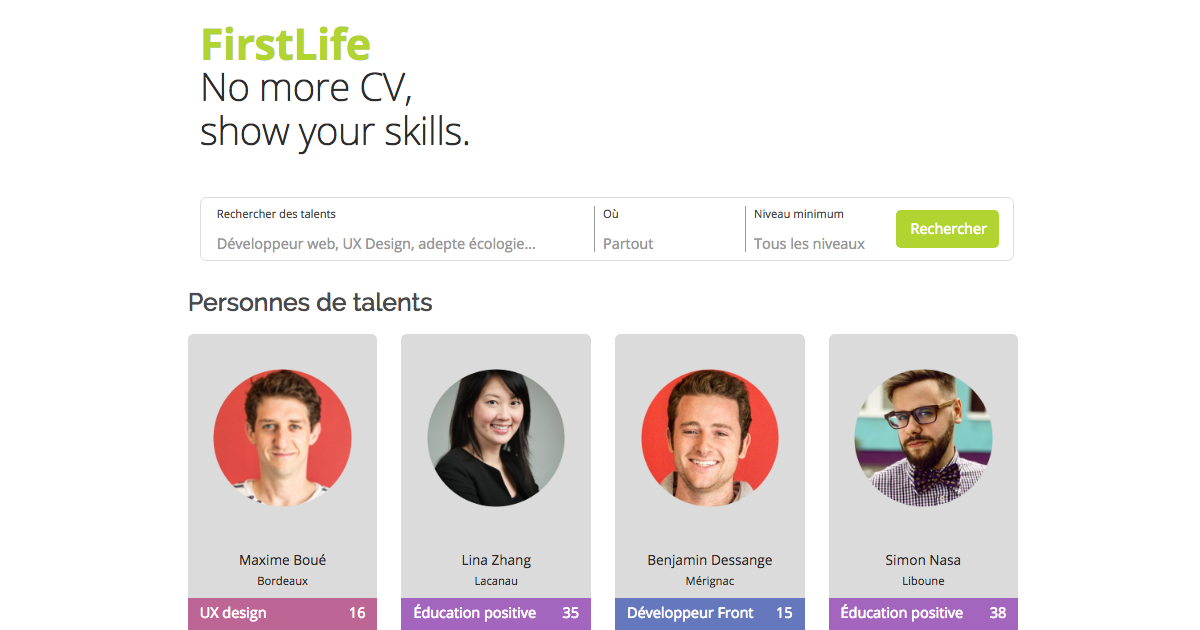 FirstLife
No more CV,
show your skills.
Rechercher des talents
Où
Niveau minimum
Développeur web, UX Design, adepte écologie...
Partout
Tous les niveaux
Rechercher
Personnes de talents
Maxime Boué
Bordeaux
UX design 16
Lina Zhang
Lacanau
Éducation positive 35
Benjamin Dessange
Mérignac
Développeur Front 15
Simon Nasa
Liboune
Éducation positive 38